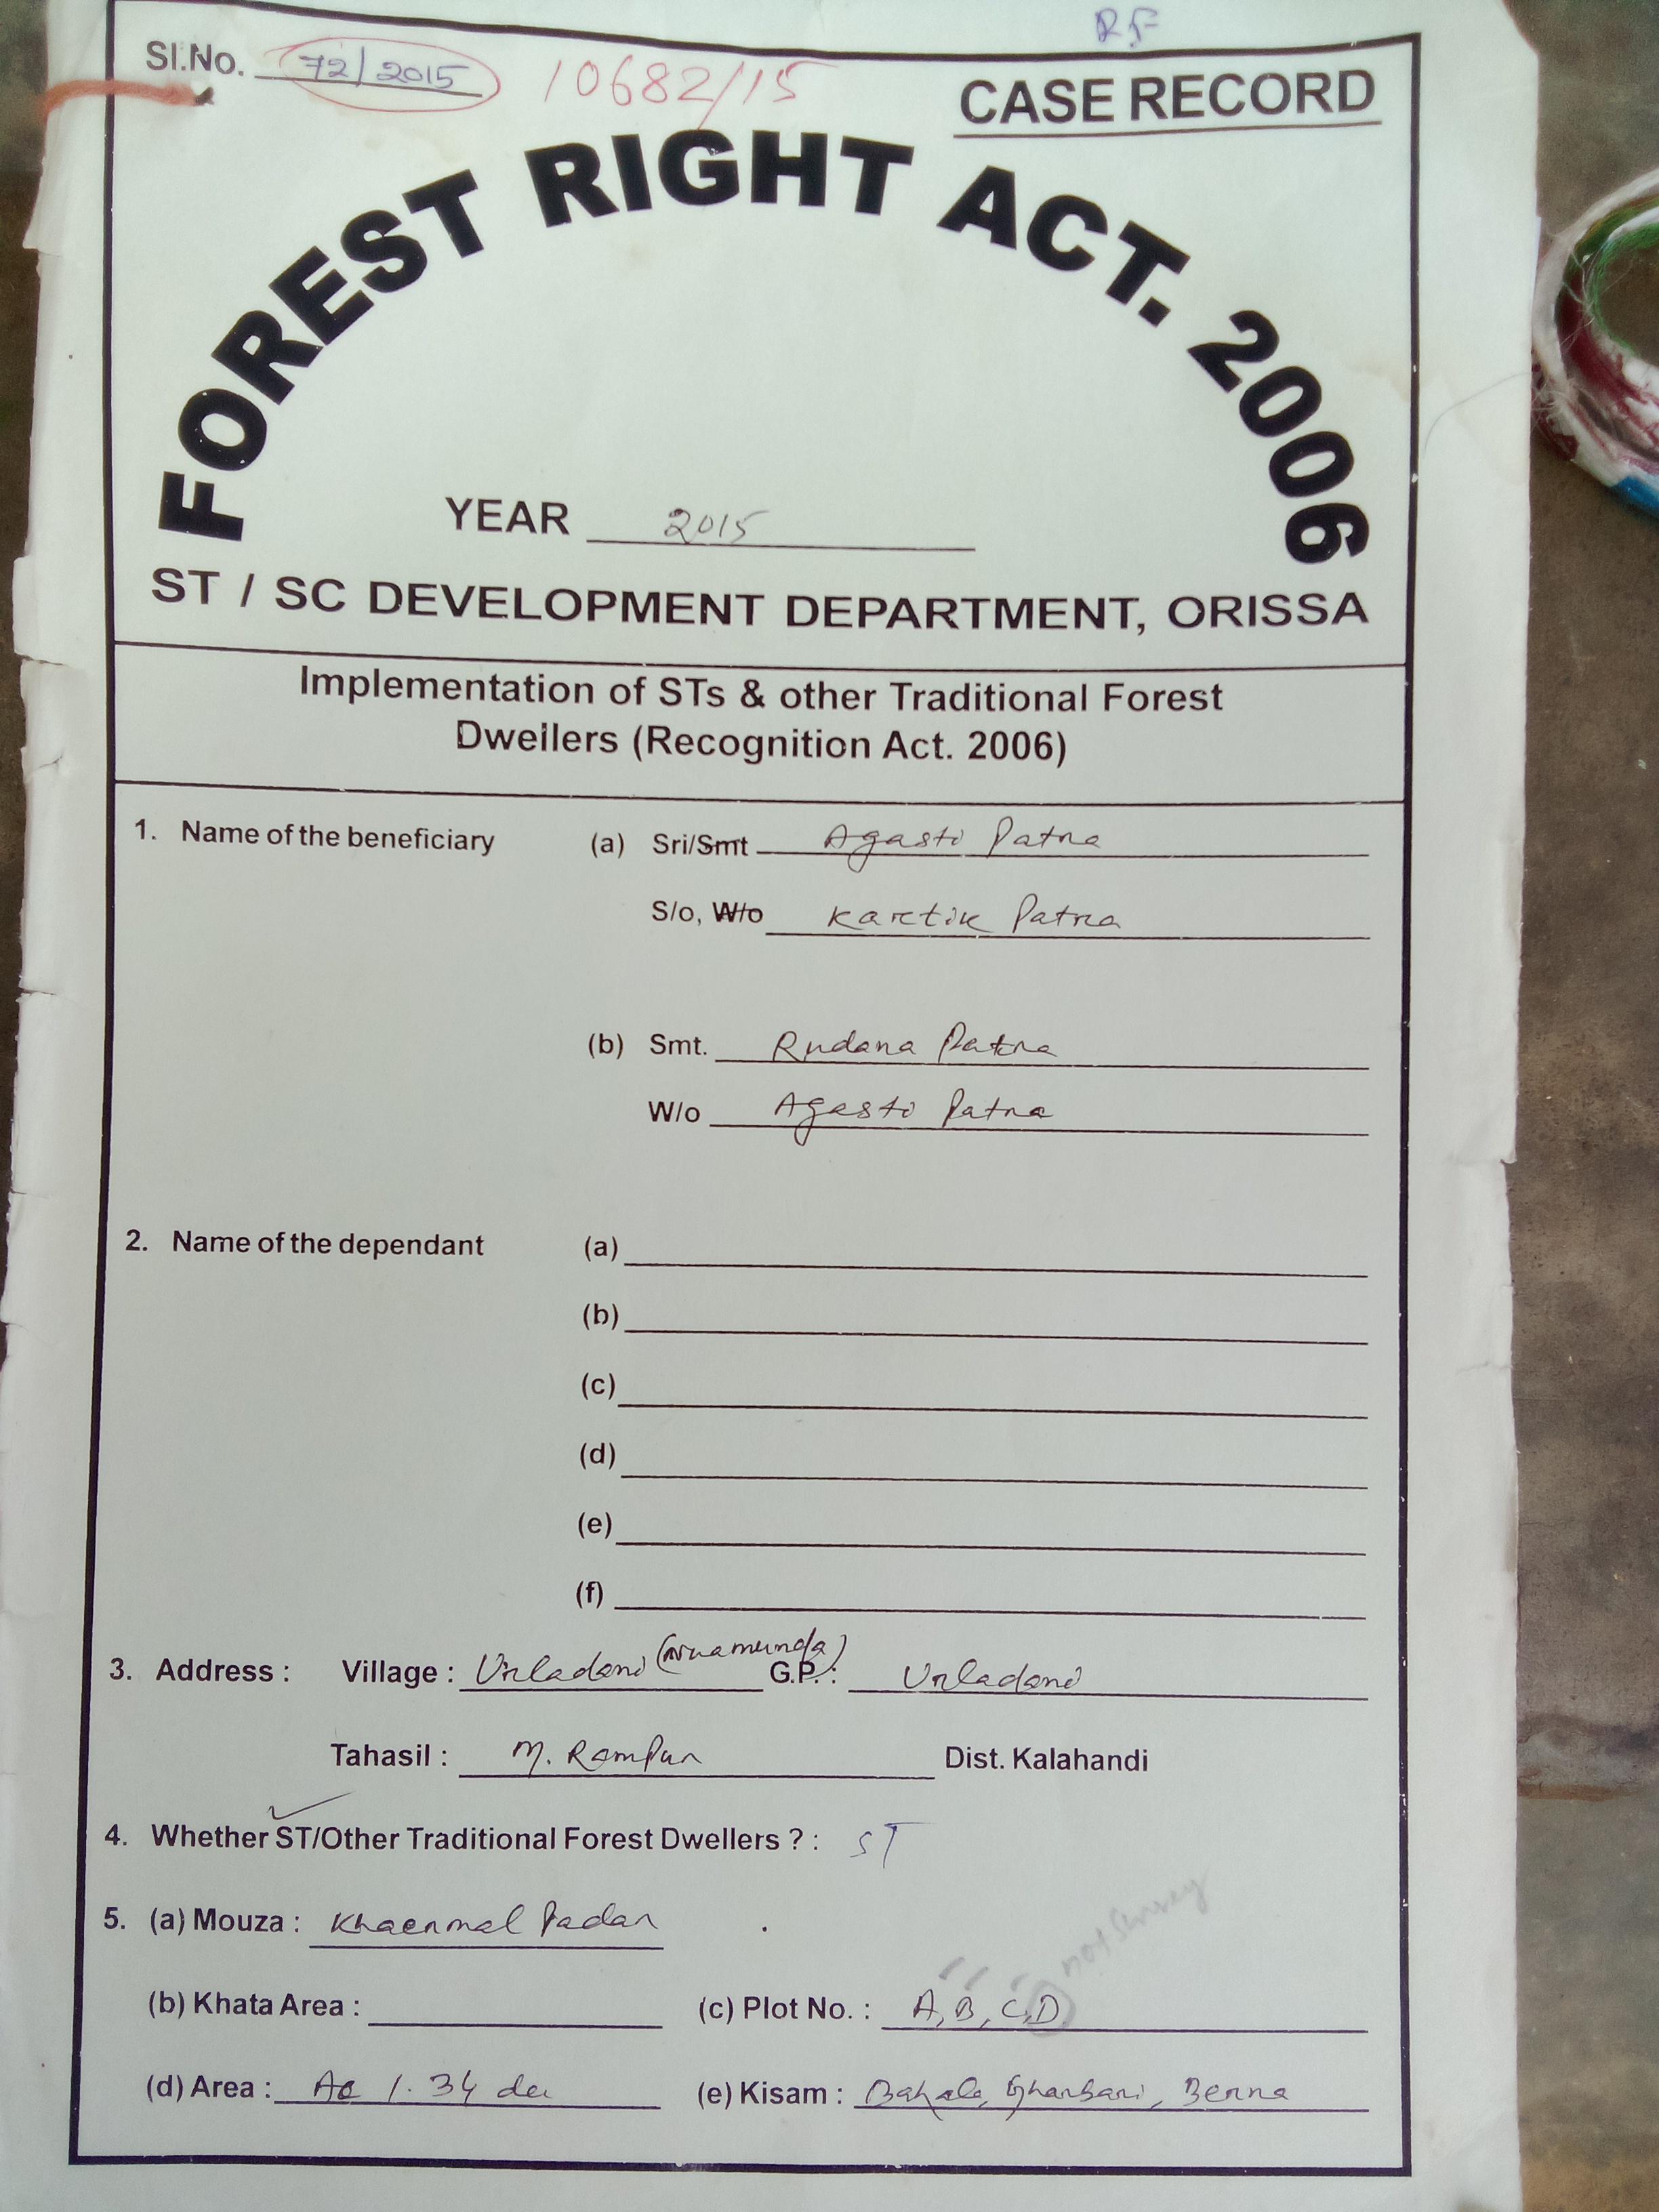 RF
Sl.No. 72/2015 10682/15
CASE RECORD
FOREST RIGHT ACT. 2006
YEAR 2015
ST / SC DEVELOPMENT DEPARTMENT, ORISSA
Implementation of STs & other Traditional Forest
Dwellers (Recognition Act. 2006)
1. Name of the beneficiary (a) Sri/Smt Agasti Patra
S/o, W/o Kartik Patra
(b) Smt. Rudana Patra
W/o Agasti Patra
2. Name of the dependant (a)
(b)
(c)
(d)
(e)
(f)
3. Address : Village : Urladani (Nuamunda) G.P. : Urladani
Tahasil : M. Rampur Dist. Kalahandi
4. Whether ST/Other Traditional Forest Dwellers ? : ST
not survey
5. (a) Mouza : Padar
(b) Khata Area : (c) Plot No. : A, B, C, D
(d) Area : Ac 1.34 de (e) Kisam : Bahala, Gharbari, Berna